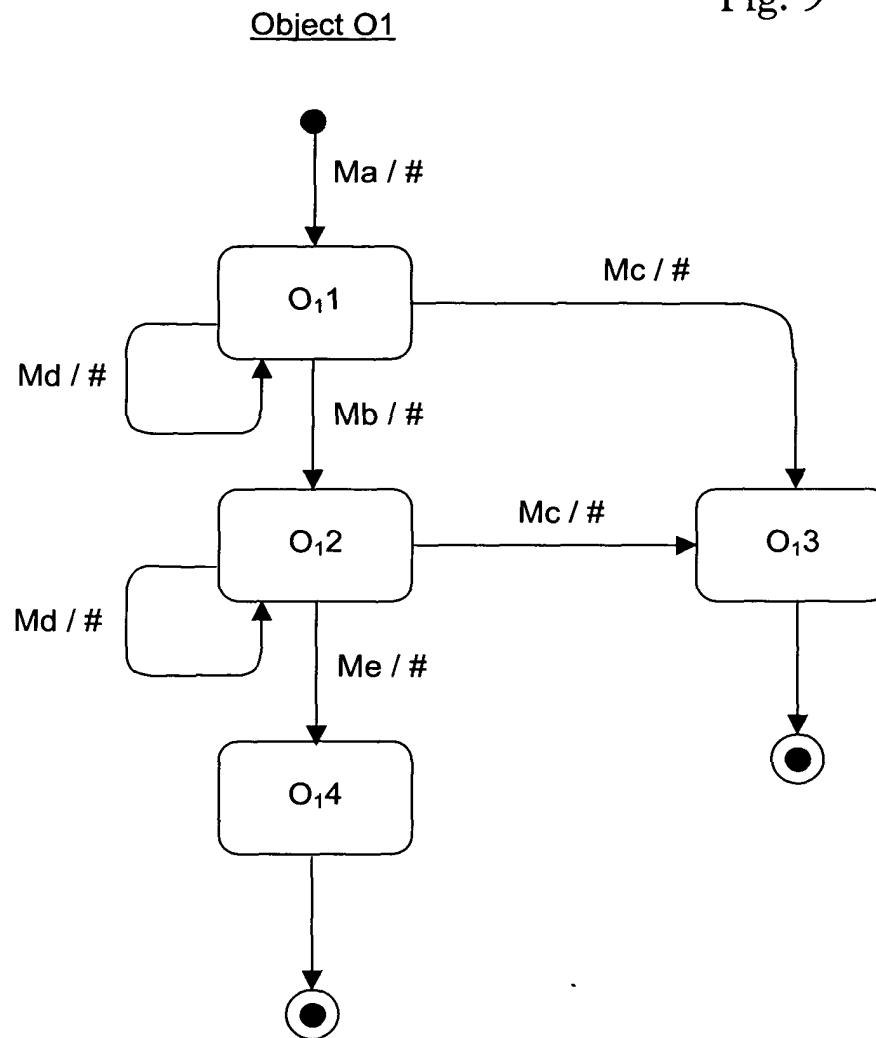 Fig. 9
Object O1
Ma / #
O₁1
Mc / #
Md / #
Mb / #
O₁2
Mc / #
O₁3
Md / #
Me / #
O₁4